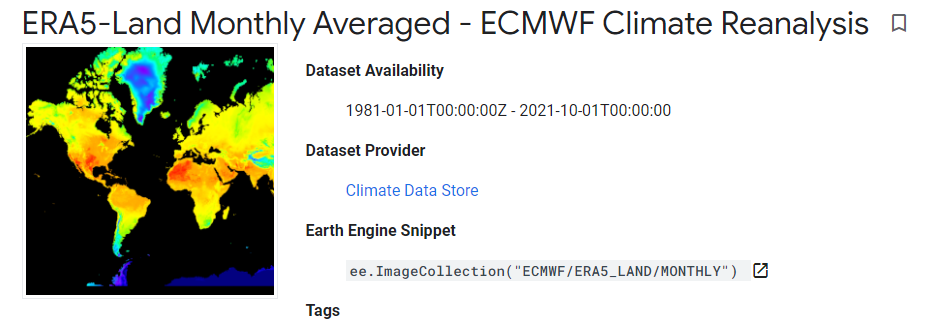 ERA5-Land Monthly Averaged - ECMWF Climate Reanalysis
Dataset Availability
1981-01-01T00:00:00Z - 2021-10-01T00:00:00
Dataset Provider
Climate Data Store
Earth Engine Snippet
ee.ImageCollection("ECMWF/ERA5_LAND/MONTHLY")
Tags